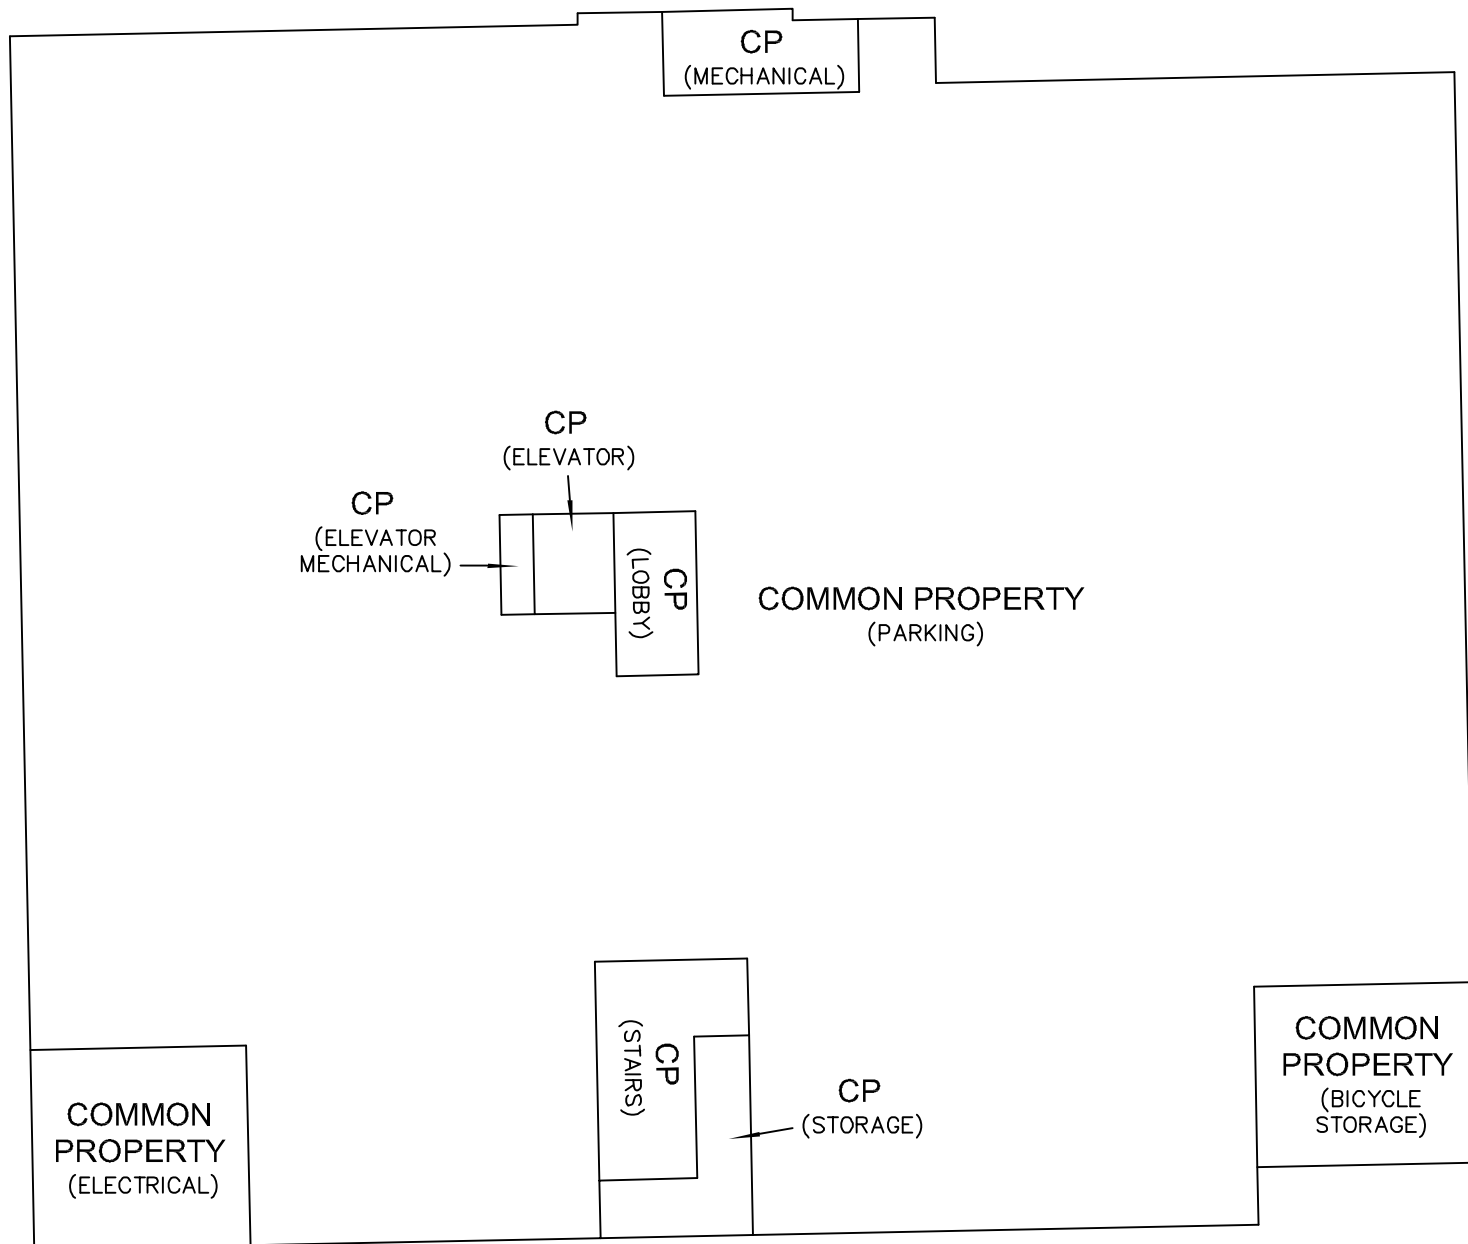 CP
(MECHANICAL)
CP
(ELEVATOR)
CP
(ELEVATOR
MECHANICAL)
CP
(LOBBY)
COMMON PROPERTY
(PARKING)
CP
(STAIRS)
CP
(STORAGE)
COMMON
PROPERTY
(BICYCLE
STORAGE)
COMMON
PROPERTY
(ELECTRICAL)